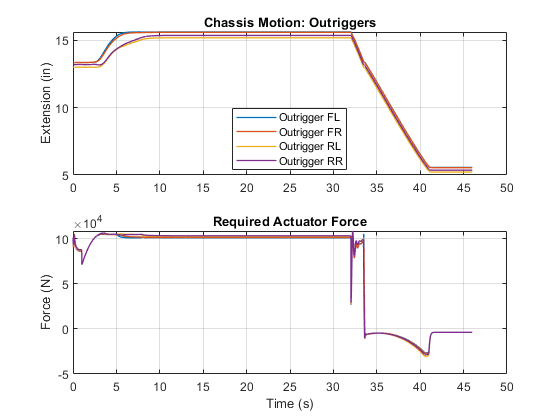 Chassis Motion: Outriggers
Extension (in)
15
10
5
0 5 10 15 20 25 30 35 40 45 50
Outrigger FL
Outrigger FR
Outrigger RL
Outrigger RR
Required Actuator Force
×10⁴
Force (N)
10
5
0
-5
0 5 10 15 20 25 30 35 40 45 50
Time (s)